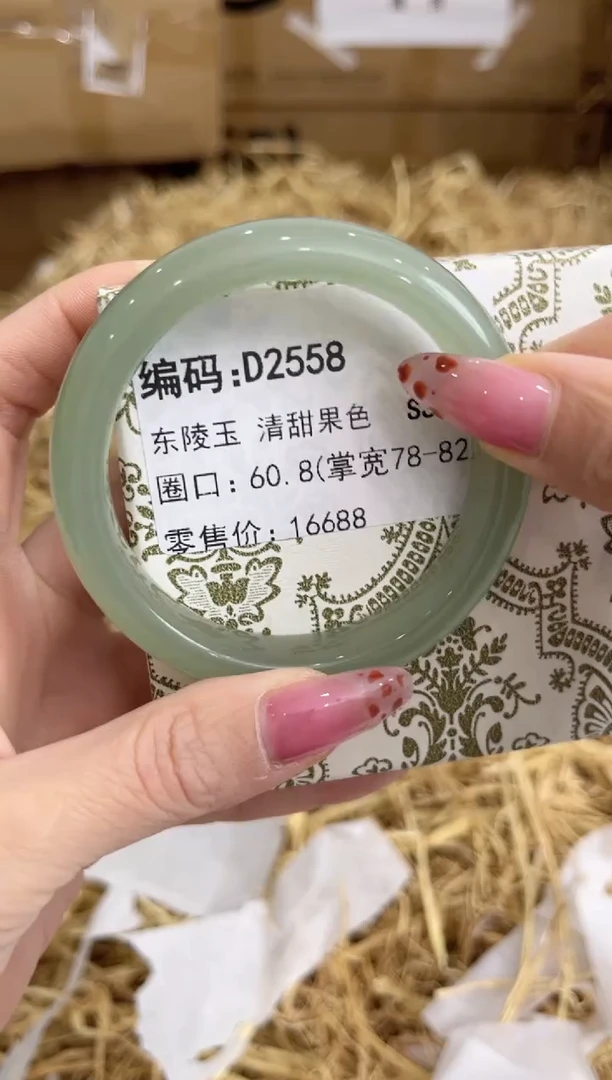 编码:D2558
东陵玉 清甜果色
圈口: 60.8(掌宽78-82
零售价: 16688